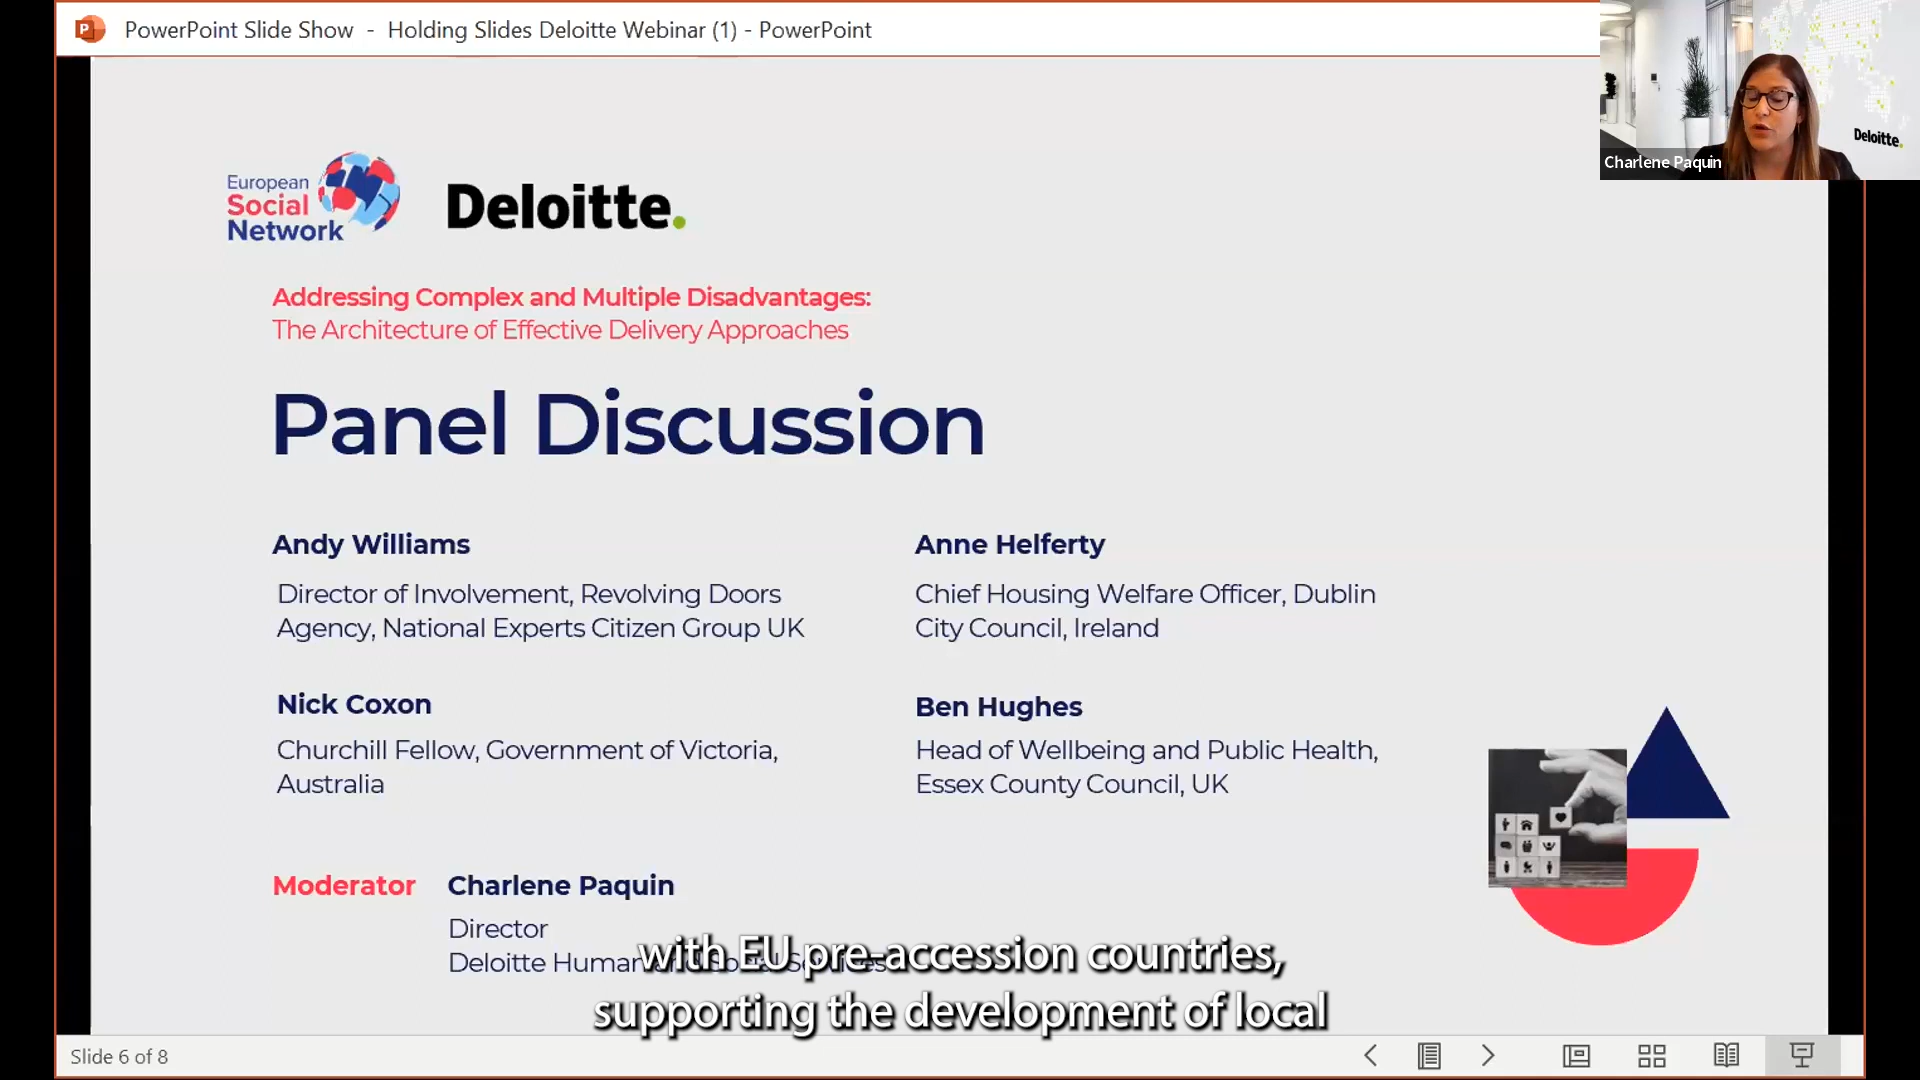 PowerPoint Slide Show - Holding Slides Deloitte Webinar (1) - PowerPoint
Deloitte.
Charlene Paquin
European
Social
Network
Deloitte.
Addressing Complex and Multiple Disadvantages:
The Architecture of Effective Delivery Approaches
Panel Discussion
Andy Williams
Director of Involvement, Revolving Doors
Agency, National Experts Citizen Group UK
Anne Helferty
Chief Housing Welfare Officer, Dublin
City Council, Ireland
Nick Coxon
Churchill Fellow, Government of Victoria,
Australia
Ben Hughes
Head of Wellbeing and Public Health,
Essex County Council, UK
Moderator Charlene Paquin
Director
Deloitte Human and Social Services
with EU pre-accession countries,
supporting the development of local
Slide 6 of 8